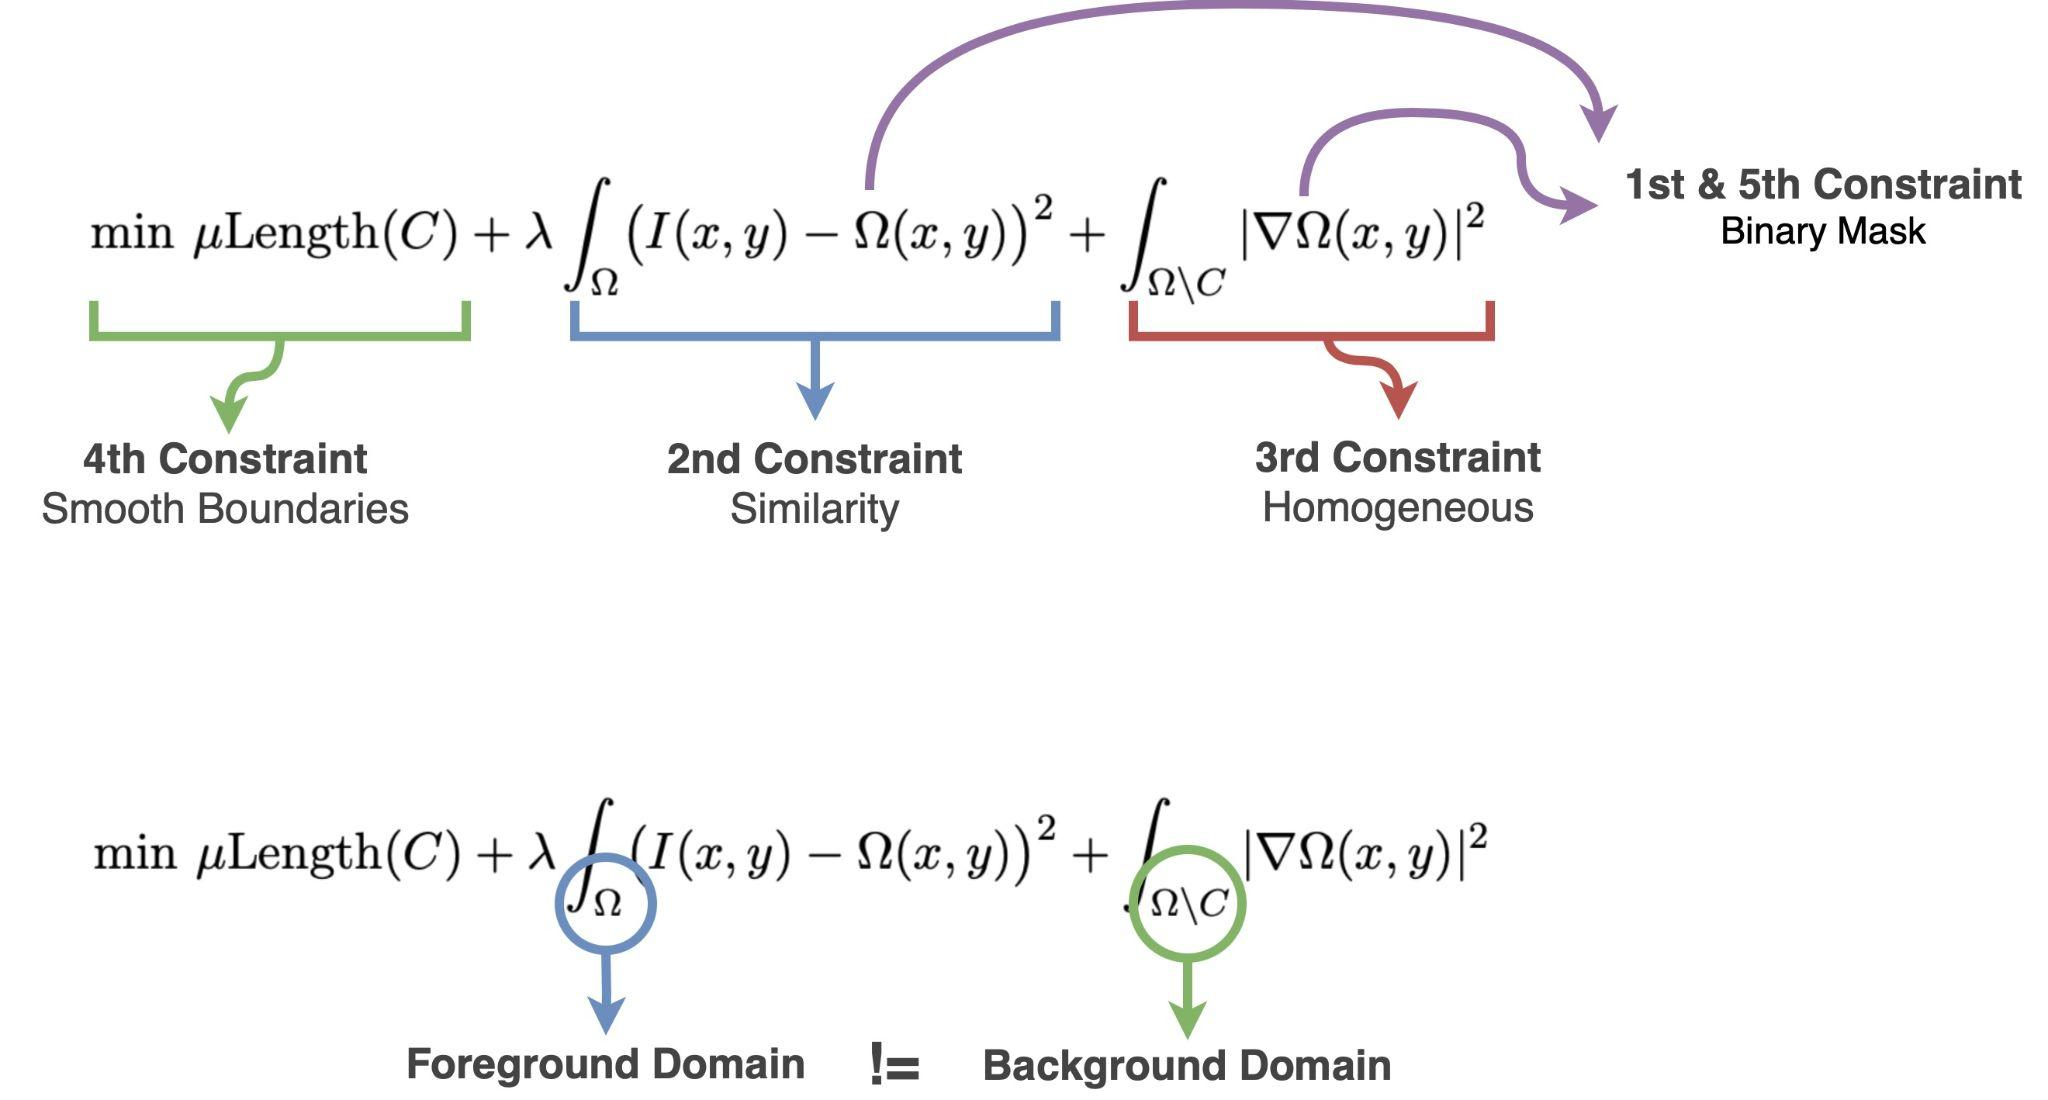 min μLength(C) + λ ∫_Ω (I(x, y) − Ω(x, y))² + ∫_{Ω\C} |∇Ω(x, y)|²
1st & 5th Constraint
Binary Mask
4th Constraint
Smooth Boundaries
2nd Constraint
Similarity
3rd Constraint
Homogeneous
min μLength(C) + λ ∫_Ω (I(x, y) − Ω(x, y))² + ∫_{Ω\C} |∇Ω(x, y)|²
Foreground Domain != Background Domain